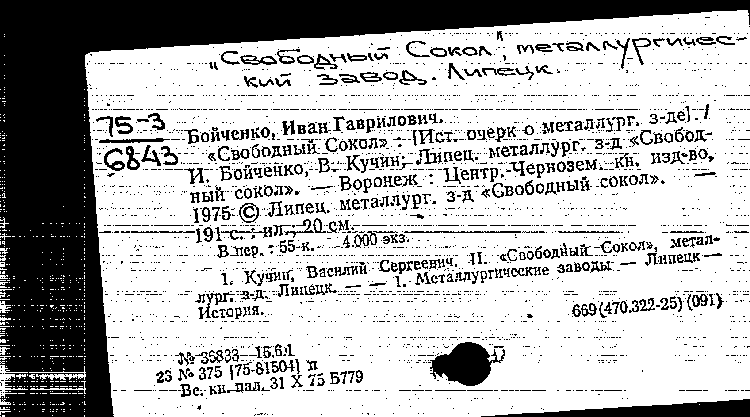 „Свободный Сокол", металлургичес-
кий завод. Липецк.
75-3
6843
Бойченко, Иван Гаврилович.
«Свободный Сокол» : [Ист. очерк о металлург. з-де]. /
И. Бойченко, В. Кучин; Липец. металлург. з-д «Свобод-
ный сокол». — Воронеж : Центр.-Чернозем. кн. изд-во,
1975 © Липец. металлург. з-д «Свободный сокол». —
191 с. ; ил.; 20 см.
В пер. : 55 к. 4.000 экз.
1. Кучин, Василий Сергеевич. II. «Свободный Сокол», метал-
лург. з-д. Липецк. — — 1. Металлургические заводы — Липецк —
История.
669(470.322-25) (091)
№ 36833 15.6.1
23 № 375 [75-81504] п
Вс. кн. пал. 31 X 75 Б779